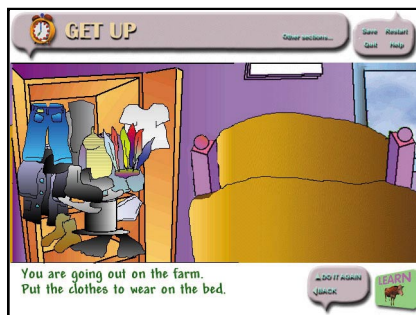 GET UP
Other sections...
Save Restart
Quit Help
You are going out on the farm.
Put the clothes to wear on the bed.
DO IT AGAIN
BACK
LEARN